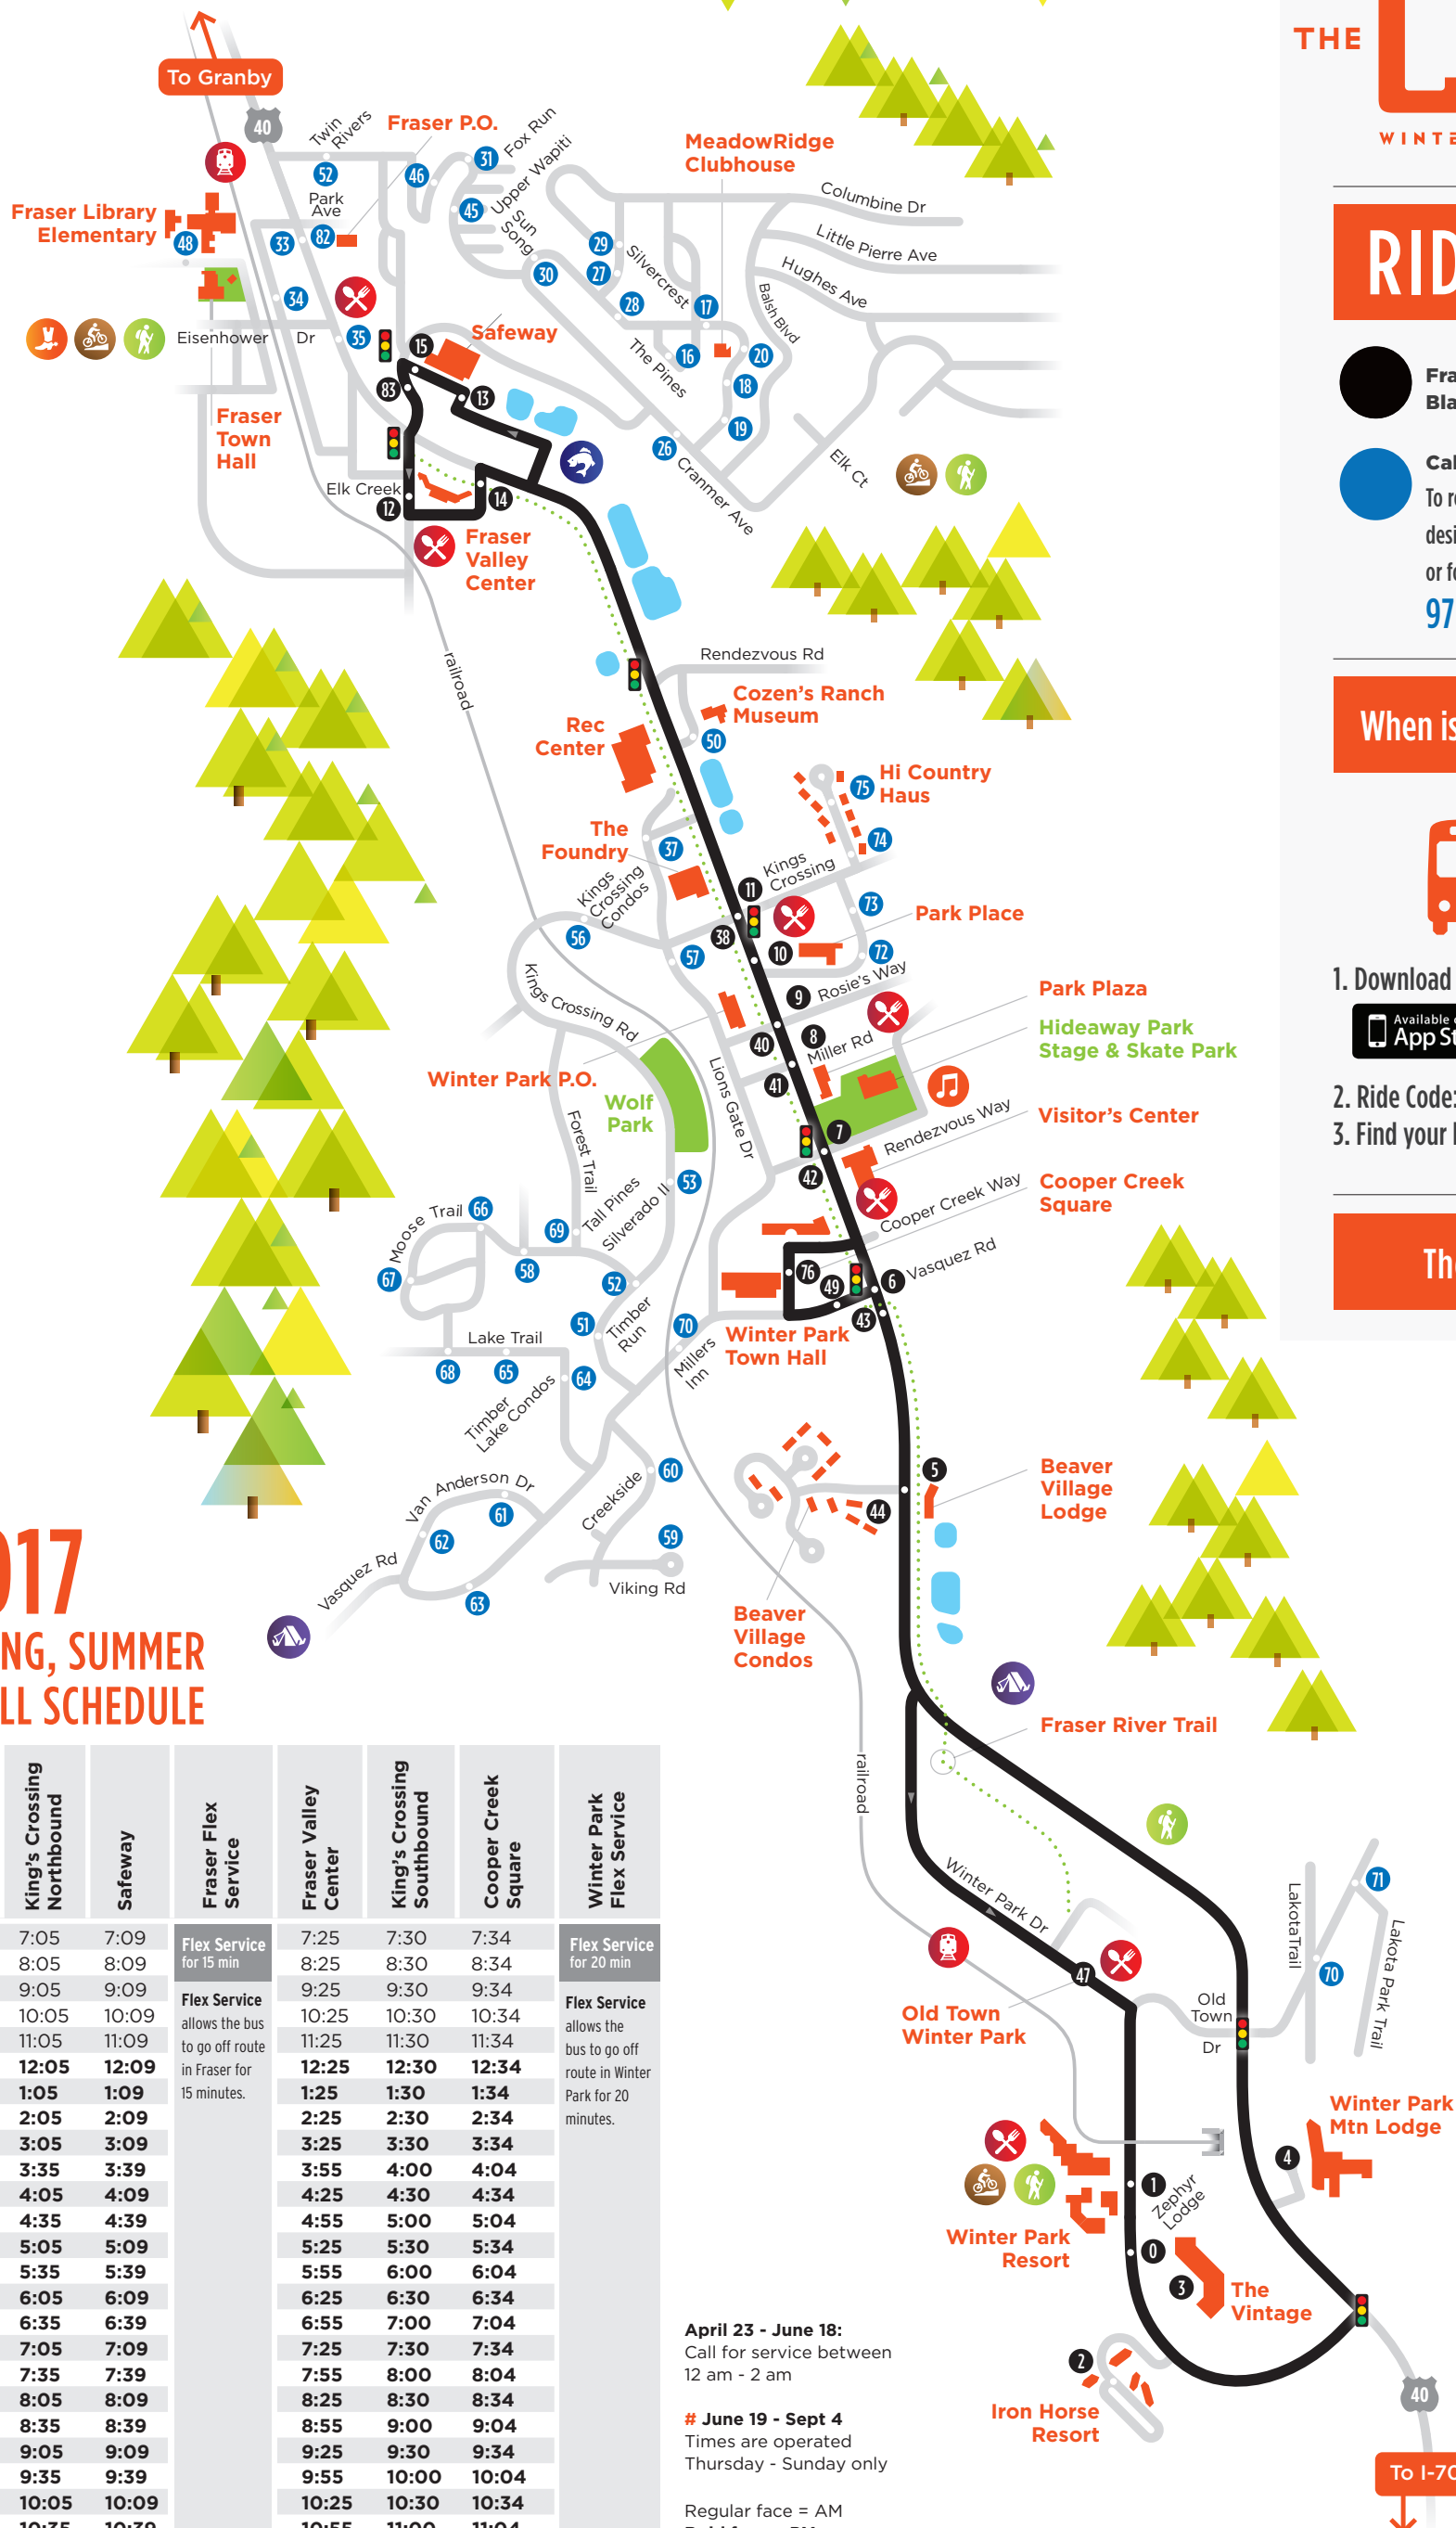 THE
WINTE
To Granby
40
Twin
Rivers
Fraser P.O.
31
Fox Run
Upper Wapiti
52
46
Park
Ave
45
Sun
Song
Fraser Library
Elementary
48
33
82
34
30
MeadowRidge
Clubhouse
Columbine Dr
Little Pierre Ave
Hughes Ave
Balsh Blvd
29
27
28
Silvercrest
17
16
20
18
19
The Pines
26
Cranmer Ave
Elk Ct
Eisenhower Dr
35
15
Safeway
83
13
Fraser
Town
Hall
Elk Creek
12
14
Fraser
Valley
Center
railroad
Rendezvous Rd
Cozen's Ranch
Museum
50
Rec
Center
Hi Country
Haus
75
74
The
Foundry
37
Kings
Crossing
Condos
11
Kings
Crossing
73
Park Place
56
57
38
10
72
9
Rosie's Way
Kings Crossing Rd
40
8
Miller Rd
Park Plaza
Hideaway Park
Stage & Skate Park
41
Winter Park P.O.
Wolf
Park
Lions Gate Dr
7
Rendezvous Way
Visitor's Center
42
Forest Trail
53
Cooper Creek Way
Cooper Creek
Square
Tall Pines
Silverado II
Moose Trail
66
69
67
58
52
76
49
6
Vasquez Rd
43
51
Timber
Run
70
Millers
Inn
Winter Park
Town Hall
Lake Trail
68
65
64
Timber
Lake Condos
5
Beaver
Village
Lodge
44
60
Creekside
Van Anderson Dr
61
62
59
Vasquez Rd
63
Viking Rd
Beaver
Village
Condos
Fraser River Trail
railroad
Winter Park Dr
71
Lakota Trail
Lakota Park Trail
70
47
Old Town
Winter Park
Old
Town
Dr
Winter Park
Mtn Lodge
4
1
Zephyr
Lodge
0
Winter Park
Resort
3
The
Vintage
2
Iron Horse
Resort
40
To I-70
RID
Fra
Bla
Cal
To r
desi
or f
97
When is
1. Download
Available
App St
2. Ride Code:
3. Find your
Th
017
NG, SUMMER
LL SCHEDULE
King's Crossing Northbound
Safeway
Fraser Flex Service
Fraser Valley Center
King's Crossing Southbound
Cooper Creek Square
Winter Park Flex Service
7:05 7:09 7:25 7:30 7:34
8:05 8:09 8:25 8:30 8:34
9:05 9:09 9:25 9:30 9:34
10:05 10:09 10:25 10:30 10:34
11:05 11:09 11:25 11:30 11:34
12:05 12:09 12:25 12:30 12:34
1:05 1:09 1:25 1:30 1:34
2:05 2:09 2:25 2:30 2:34
3:05 3:09 3:25 3:30 3:34
3:35 3:39 3:55 4:00 4:04
4:05 4:09 4:25 4:30 4:34
4:35 4:39 4:55 5:00 5:04
5:05 5:09 5:25 5:30 5:34
5:35 5:39 5:55 6:00 6:04
6:05 6:09 6:25 6:30 6:34
6:35 6:39 6:55 7:00 7:04
7:05 7:09 7:25 7:30 7:34
7:35 7:39 7:55 8:00 8:04
8:05 8:09 8:25 8:30 8:34
8:35 8:39 8:55 9:00 9:04
9:05 9:09 9:25 9:30 9:34
9:35 9:39 9:55 10:00 10:04
10:05 10:09 10:25 10:30 10:34
10:35 10:39 10:55 11:00 11:04
Flex Service
for 15 min
Flex Service
allows the bus
to go off route
in Fraser for
15 minutes.
Flex Service
for 20 min
Flex Service
allows the
bus to go off
route in Winter
Park for 20
minutes.
April 23 - June 18:
Call for service between
12 am - 2 am
# June 19 - Sept 4
Times are operated
Thursday - Sunday only
Regular face = AM